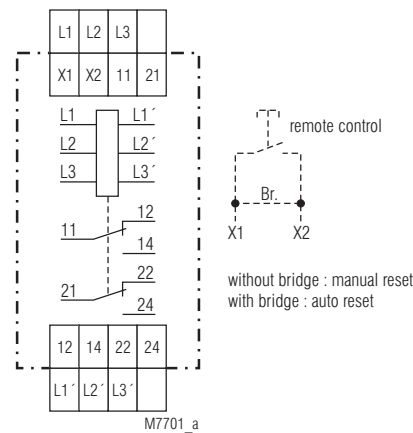 L1 L2 L3
X1 X2 11 21
L1 L1´
L2 L2´
L3 L3´
12
11
14
22
21
24
12 14 22 24
L1´ L2´ L3´
M7701_a
remote control
Br.
X1 X2
without bridge : manual reset
with bridge : auto reset